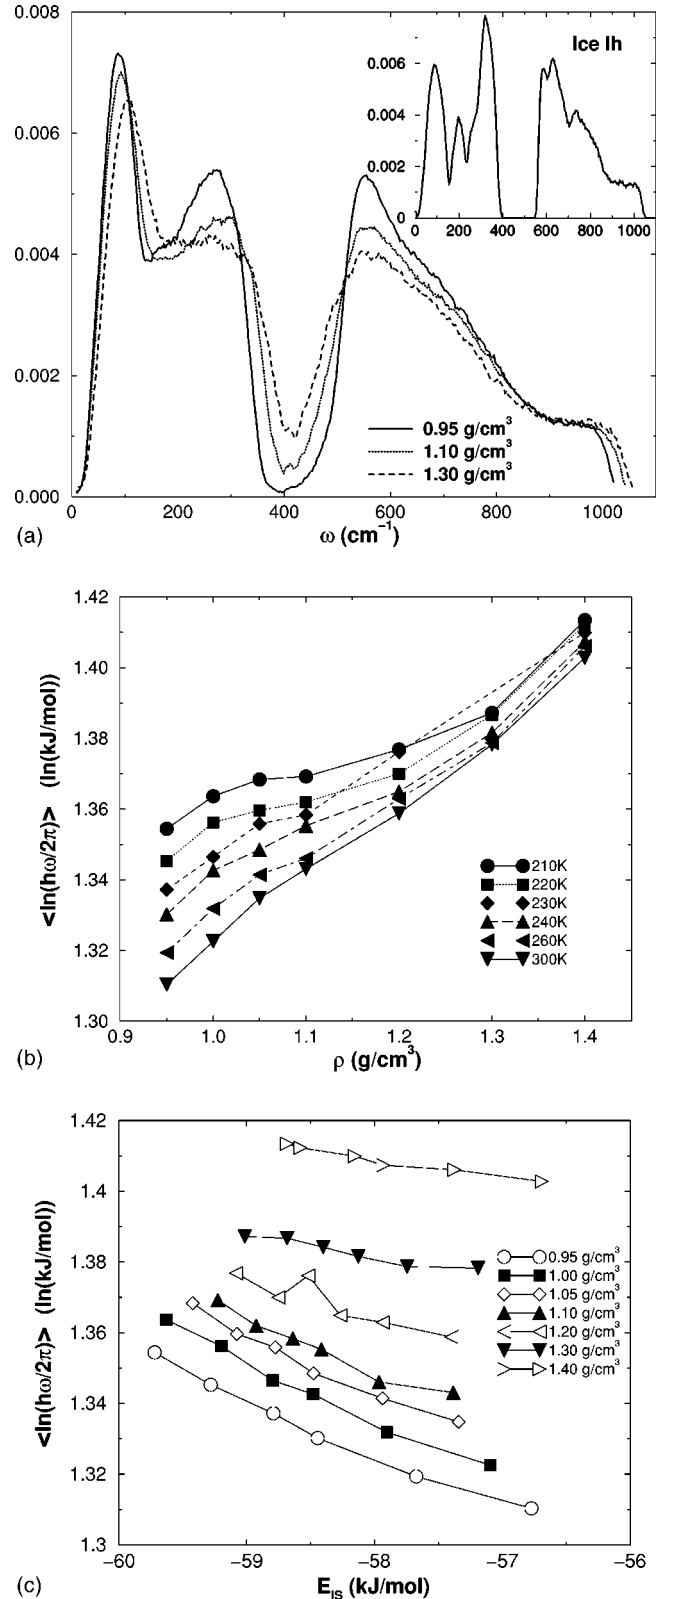 0.008
0.006
0.004
0.002
0.000
0 200 400 600 800 1000
Ice Ih
0.006
0.004
0.002
0
0 200 400 600 800 1000
0.95 g/cm³
1.10 g/cm³
1.30 g/cm³
(a)
ω (cm⁻¹)
1.42
1.40
1.38
1.36
1.34
1.32
1.30
<ln(ħω/2π)> (ln(kJ/mol))
210K
220K
230K
240K
260K
300K
0.9 1.0 1.1 1.2 1.3 1.4
(b)
ρ (g/cm³)
1.42
1.4
1.38
1.36
1.34
1.32
1.3
<ln(ħω/2π)> (ln(kJ/mol))
0.95 g/cm³
1.00 g/cm³
1.05 g/cm³
1.10 g/cm³
1.20 g/cm³
1.30 g/cm³
1.40 g/cm³
−60 −59 −58 −57 −56
(c)
E_IS (kJ/mol)